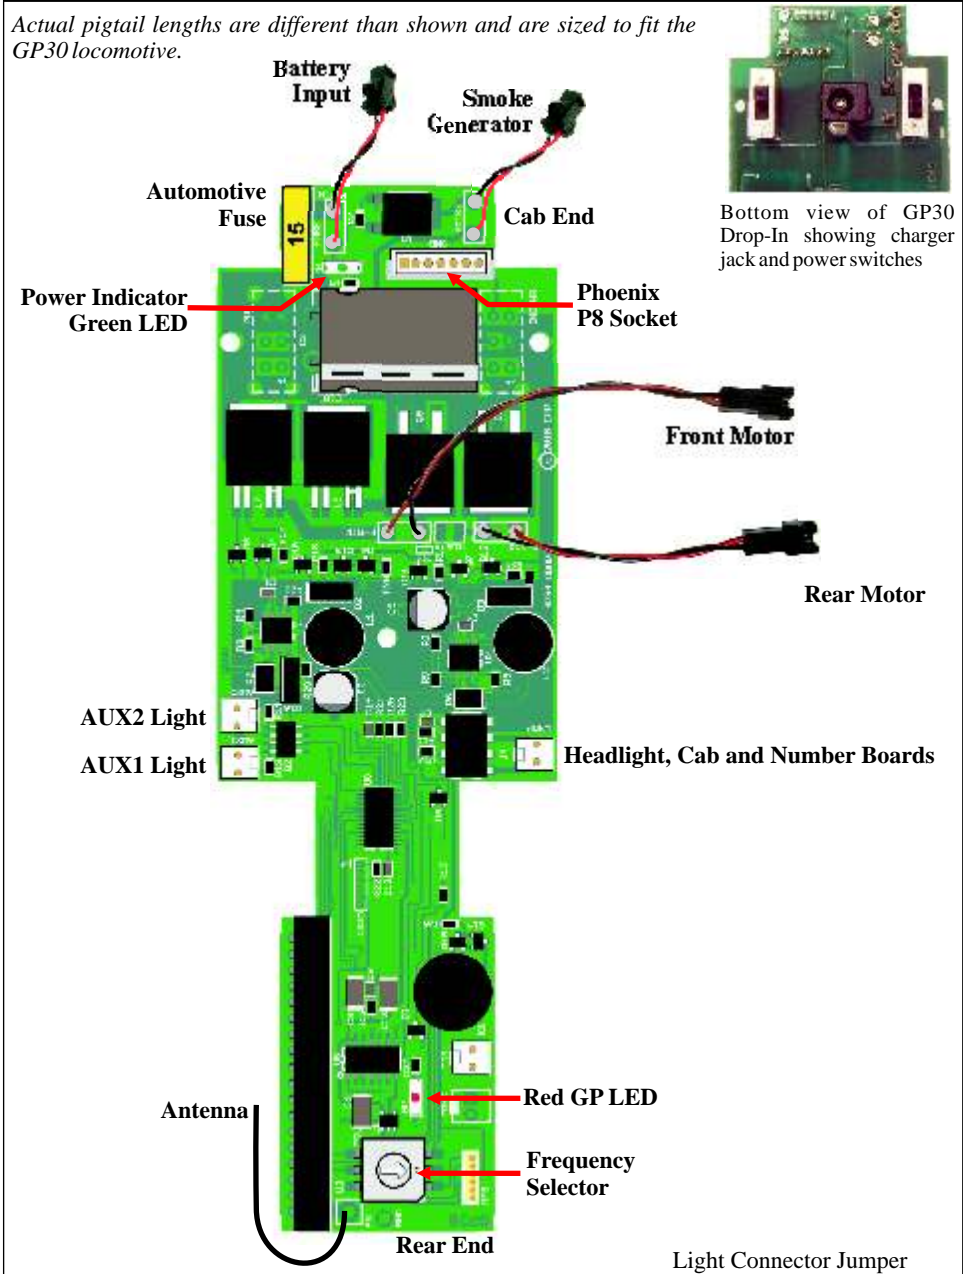 Actual pigtail lengths are different than shown and are sized to fit the
GP30 locomotive.
Battery
Input
Smoke
Generator
Automotive
Fuse
15
Cab End
Bottom view of GP30
Drop-In showing charger
jack and power switches
Power Indicator
Green LED
Phoenix
P8 Socket
Front Motor
Rear Motor
AUX2 Light
AUX1 Light
Headlight, Cab and Number Boards
Red GP LED
Antenna
Frequency
Selector
Rear End
Light Connector Jumper